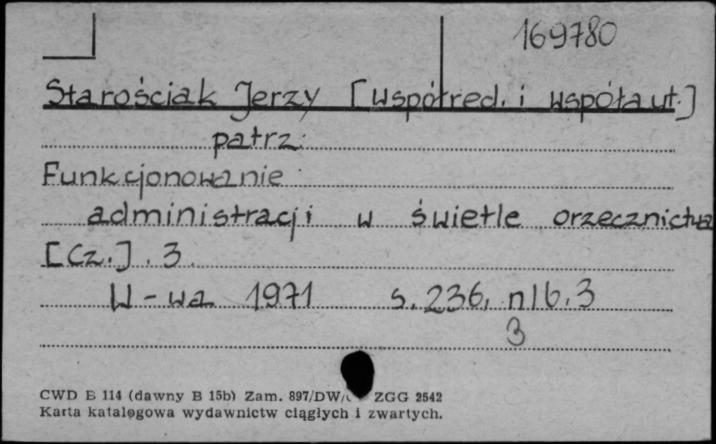 169780
Starościak Jerzy [współred. i współaut.]
patrz:
Funkcjonowanie
administracji w świetle orzecznictwa
[Cz.]. 3.
W-wa 1971 s. 236, nlb. 3
3
CWD B 114 (dawny B 15b) Zam. 897/DW/ ZGG 2542
Karta katalogowa wydawnictw ciągłych i zwartych.